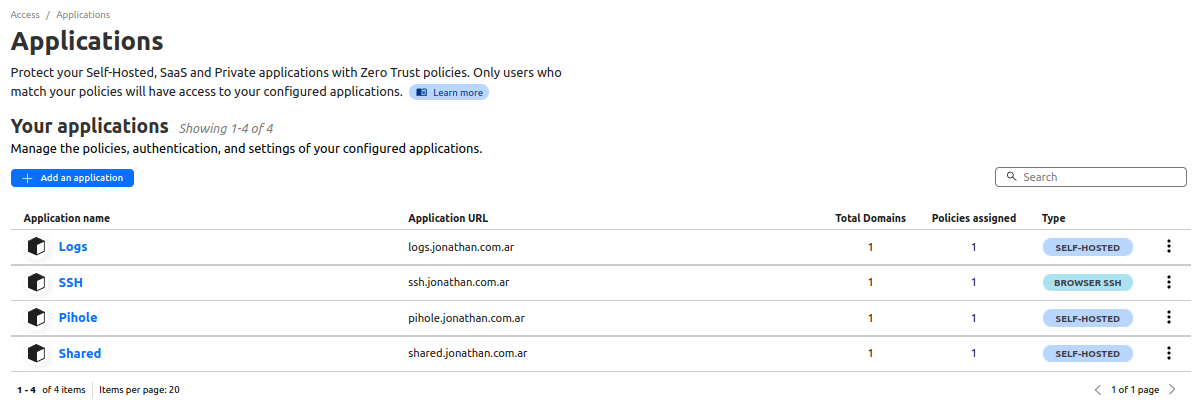 Access / Applications
Applications
Protect your Self-Hosted, SaaS and Private applications with Zero Trust policies. Only users who
match your policies will have access to your configured applications. Learn more
Your applications Showing 1-4 of 4
Manage the policies, authentication, and settings of your configured applications.
+ Add an application Search
Application name Application URL Total Domains Policies assigned Type
Logs logs.jonathan.com.ar 1 1 SELF-HOSTED
SSH ssh.jonathan.com.ar 1 1 BROWSER SSH
Pihole pihole.jonathan.com.ar 1 1 SELF-HOSTED
Shared shared.jonathan.com.ar 1 1 SELF-HOSTED
1 - 4 of 4 items Items per page: 20 1 of 1 page